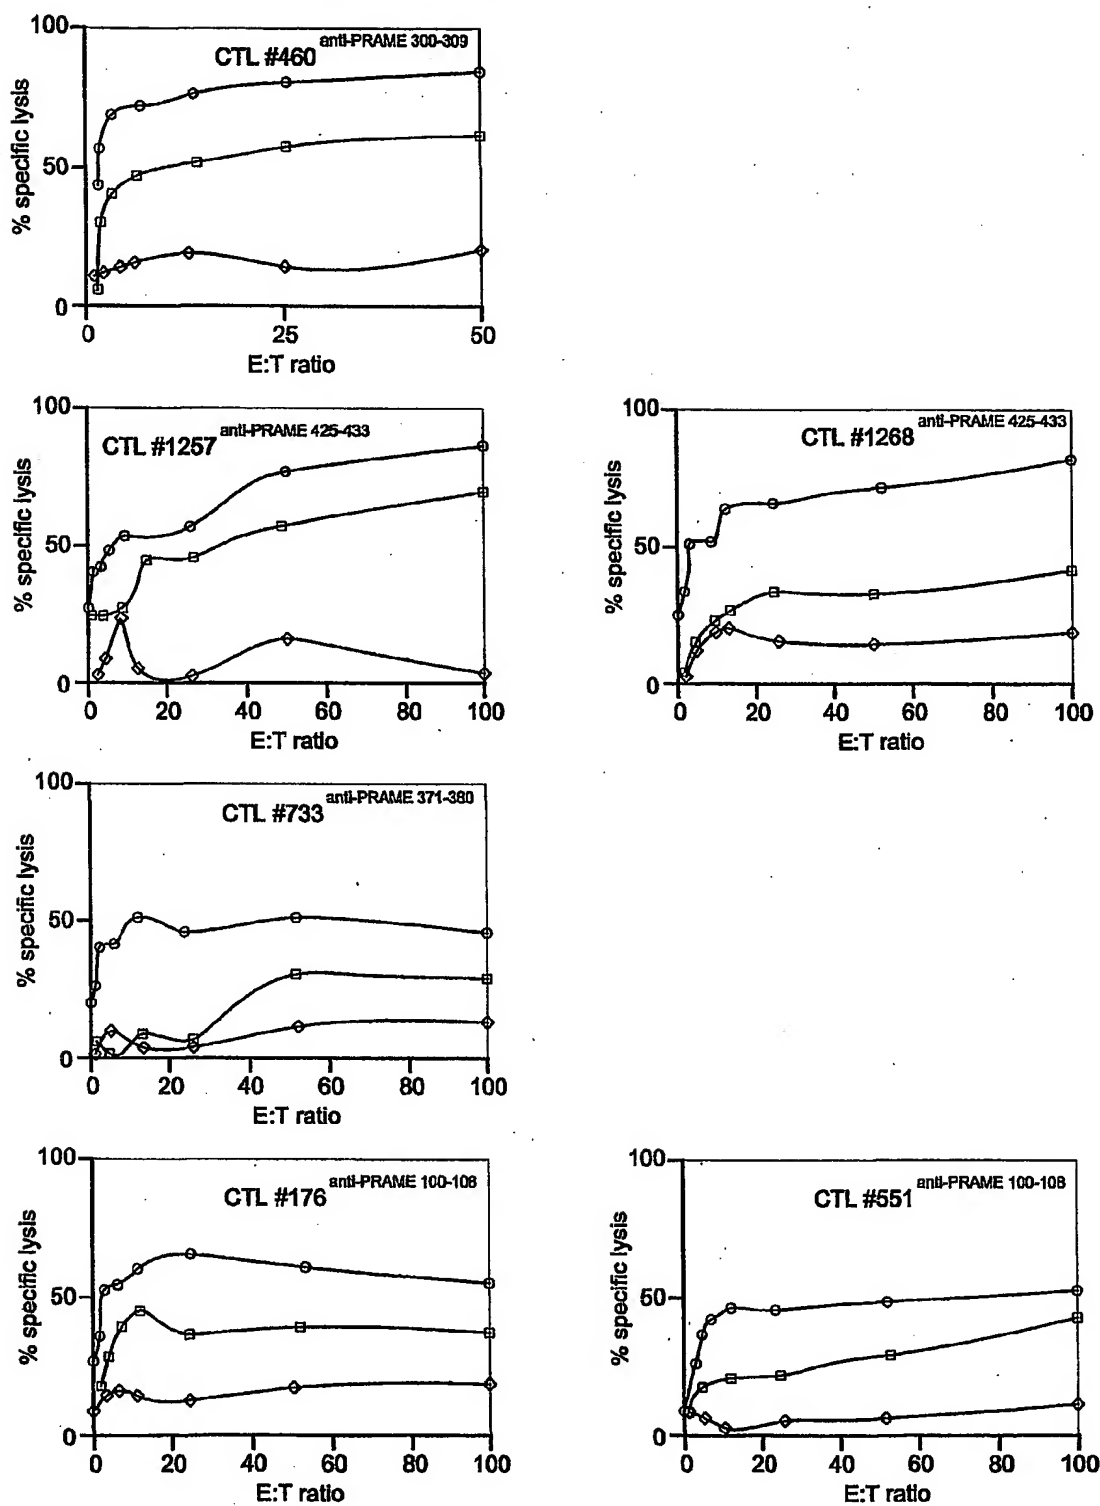 100
CTL #460 anti-PRAME 300-309
% specific lysis
50
0
0 25 50
E:T ratio
100
CTL #1257 anti-PRAME 425-433
% specific lysis
50
0
0 20 40 60 80 100
E:T ratio
100
CTL #1268 anti-PRAME 425-433
% specific lysis
50
0
0 20 40 60 80 100
E:T ratio
100
CTL #733 anti-PRAME 371-380
% specific lysis
50
0
0 20 40 60 80 100
E:T ratio
100
CTL #176 anti-PRAME 100-108
% specific lysis
50
0
0 20 40 60 80 100
E:T ratio
100
CTL #551 anti-PRAME 100-108
% specific lysis
50
0
0 20 40 60 80 100
E:T ratio